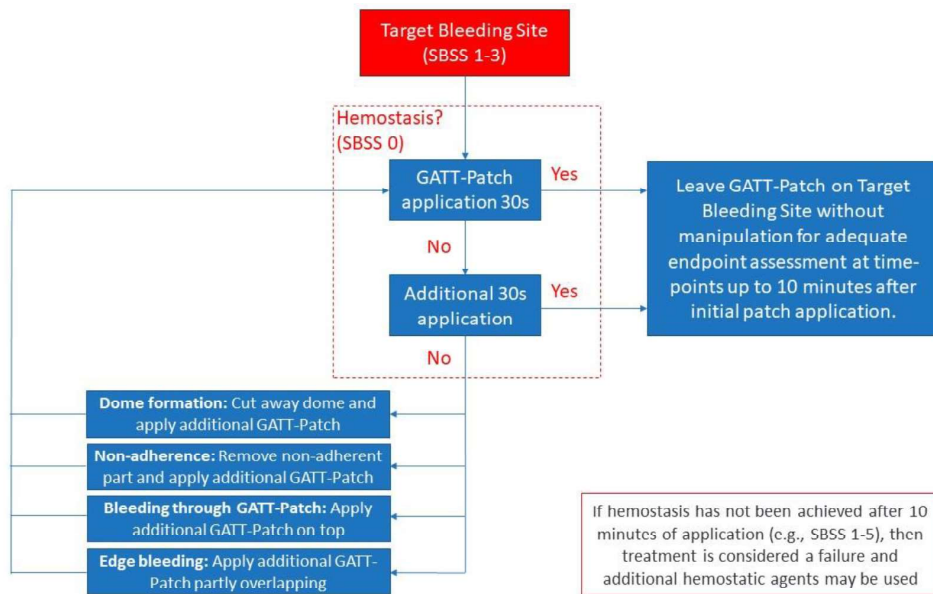 Target Bleeding Site
(SBSS 1-3)
Hemostasis?
(SBSS 0)
GATT-Patch
application 30s
Yes
Leave GATT-Patch on Target
Bleeding Site without
manipulation for adequate
endpoint assessment at time-
points up to 10 minutes after
initial patch application.
No
Additional 30s
application
Yes
No
Dome formation: Cut away dome and
apply additional GATT-Patch
Non-adherence: Remove non-adherent
part and apply additional GATT-Patch
Bleeding through GATT-Patch: Apply
additional GATT-Patch on top
Edge bleeding: Apply additional GATT-
Patch partly overlapping
If hemostasis has not been achieved after 10
minutes of application (e.g., SBSS 1-5), then
treatment is considered a failure and
additional hemostatic agents may be used